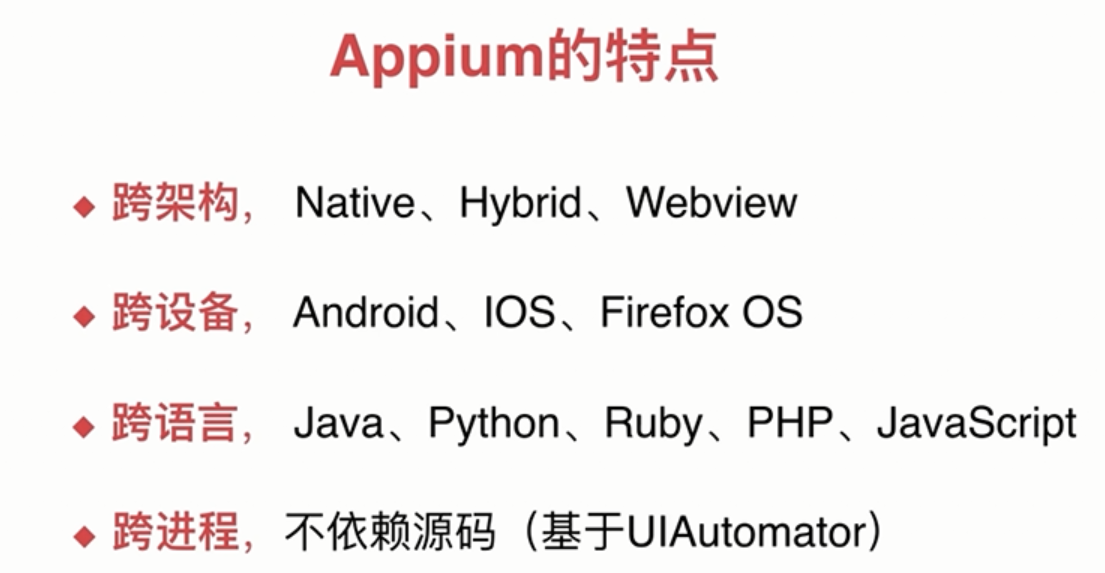 Appium的特点
◆ 跨架构， Native、Hybrid、Webview
◆ 跨设备， Android、IOS、Firefox OS
◆ 跨语言， Java、Python、Ruby、PHP、JavaScript
◆ 跨进程， 不依赖源码（基于UIAutomator）